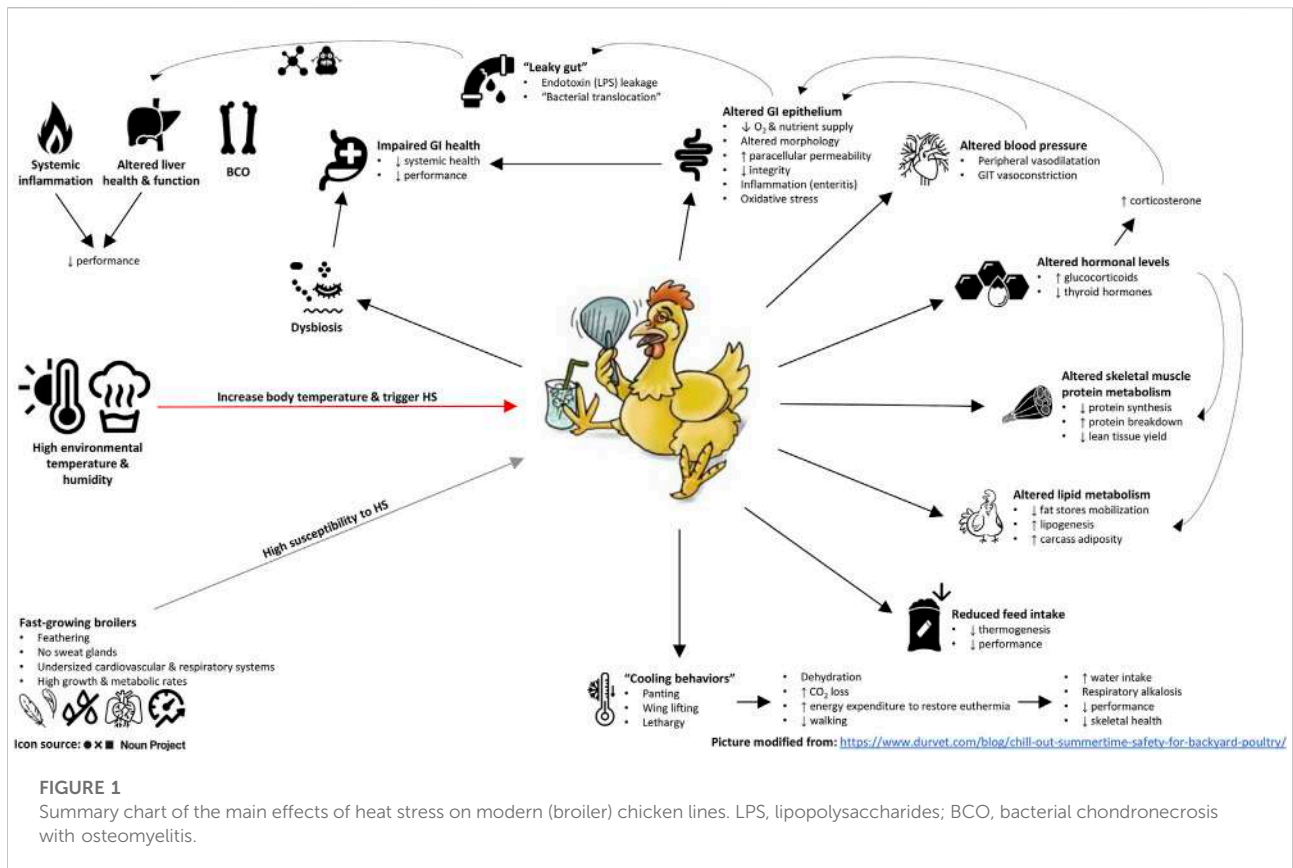 "Leaky gut"
• Endotoxin (LPS) leakage
• "Bacterial translocation"
Systemic
inflammation
Altered liver
health & function
BCO
↓ performance
Impaired GI health
• ↓ systemic health
• ↓ performance
Altered GI epithelium
• ↓ O₂ & nutrient supply
• Altered morphology
• ↑ paracellular permeability
• ↓ integrity
• Inflammation (enteritis)
• Oxidative stress
Altered blood pressure
• Peripheral vasodilatation
• GIT vasoconstriction
↑ corticosterone
Altered hormonal levels
• ↑ glucocorticoids
• ↓ thyroid hormones
Dysbiosis
Increase body temperature & trigger HS
High environmental
temperature &
humidity
Altered skeletal muscle
protein metabolism
• ↓ protein synthesis
• ↑ protein breakdown
• ↓ lean tissue yield
Altered lipid metabolism
• ↓ fat stores mobilization
• ↑ lipogenesis
• ↑ carcass adiposity
High susceptibility to HS
Reduced feed intake
• ↓ thermogenesis
• ↓ performance
Fast-growing broilers
• Feathering
• No sweat glands
• Undersized cardiovascular & respiratory systems
• High growth & metabolic rates
"Cooling behaviors"
• Panting
• Wing lifting
• Lethargy
• Dehydration
• ↑ CO₂ loss
• ↑ energy expenditure to restore euthermia
• ↓ walking
• ↑ water intake
• Respiratory alkalosis
• ↓ performance
• ↓ skeletal health
Icon source: Noun Project
Picture modified from: https://www.durvet.com/blog/chill-out-summertime-safety-for-backyard-poultry/
FIGURE 1
Summary chart of the main effects of heat stress on modern (broiler) chicken lines. LPS, lipopolysaccharides; BCO, bacterial chondronecrosis
with osteomyelitis.